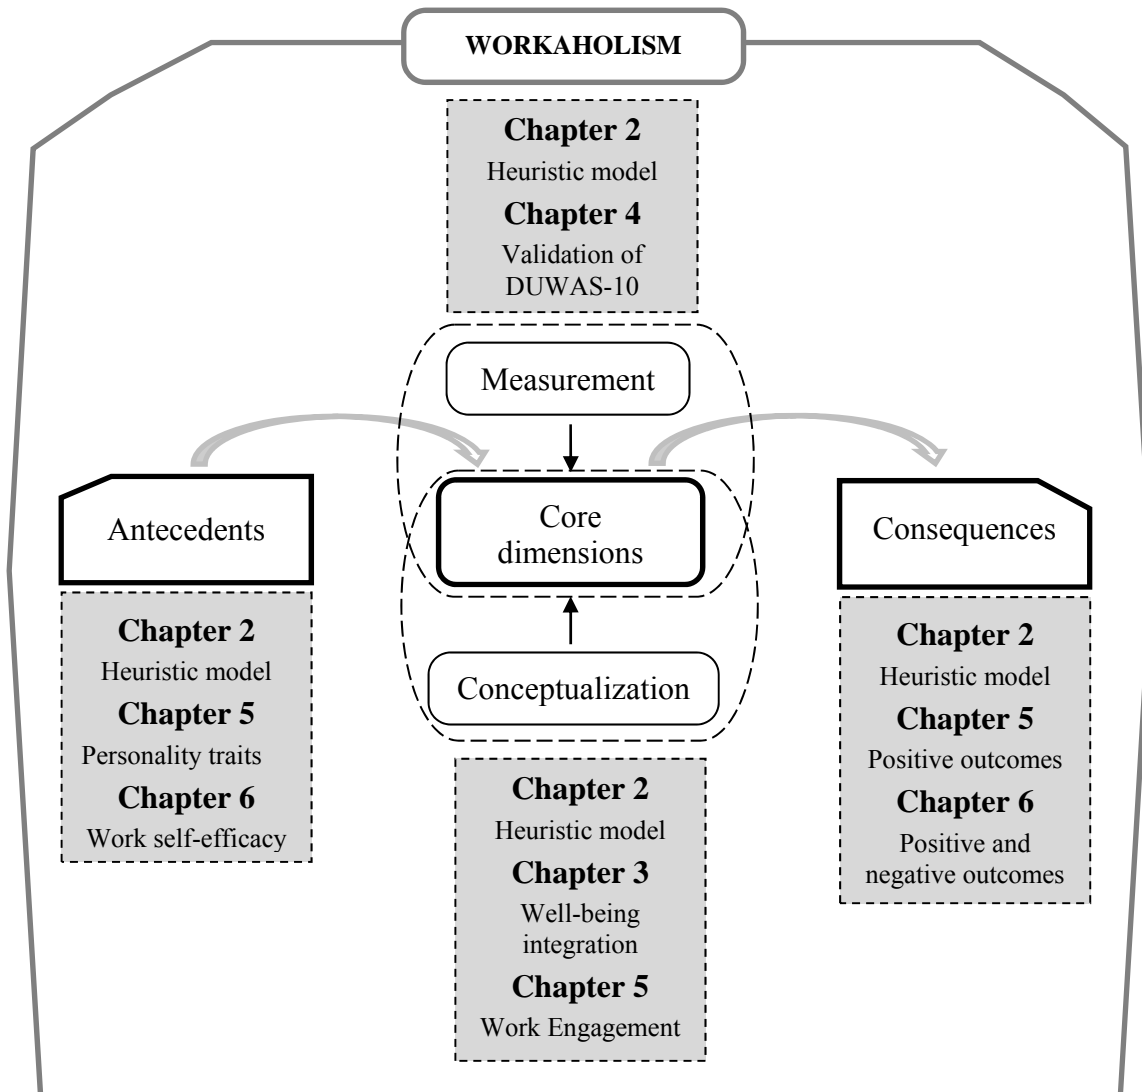 WORKAHOLISM
Chapter 2
Heuristic model
Chapter 4
Validation of
DUWAS-10
Measurement
Core
dimensions
Conceptualization
Antecedents
Chapter 2
Heuristic model
Chapter 5
Personality traits
Chapter 6
Work self-efficacy
Chapter 2
Heuristic model
Chapter 3
Well-being
integration
Chapter 5
Work Engagement
Consequences
Chapter 2
Heuristic model
Chapter 5
Positive outcomes
Chapter 6
Positive and
negative outcomes